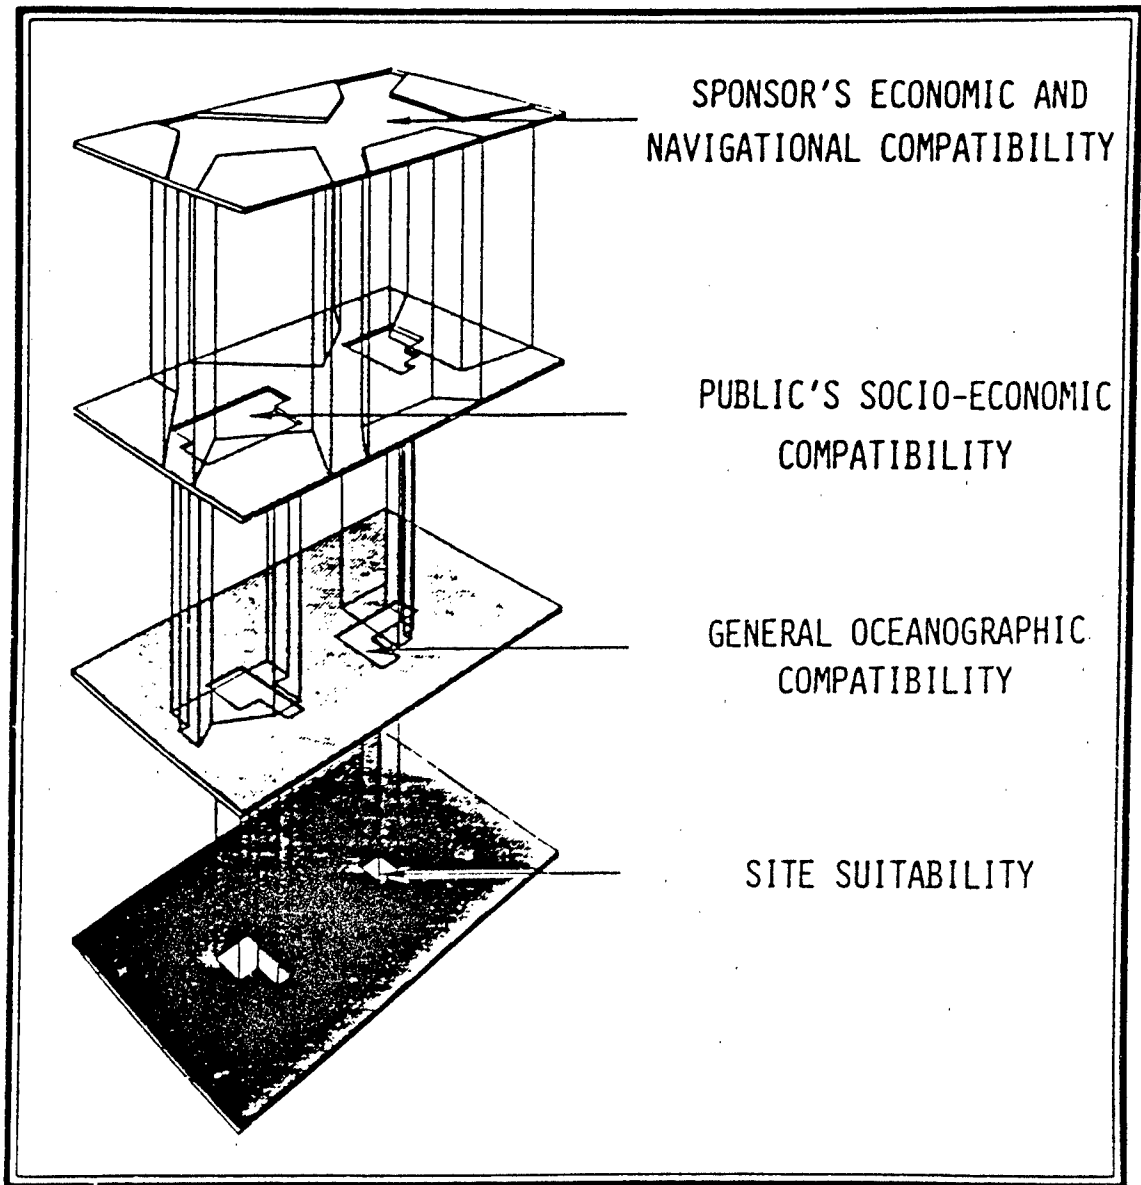 SPONSOR'S ECONOMIC AND
NAVIGATIONAL COMPATIBILITY
PUBLIC'S SOCIO-ECONOMIC
COMPATIBILITY
GENERAL OCEANOGRAPHIC
COMPATIBILITY
SITE SUITABILITY